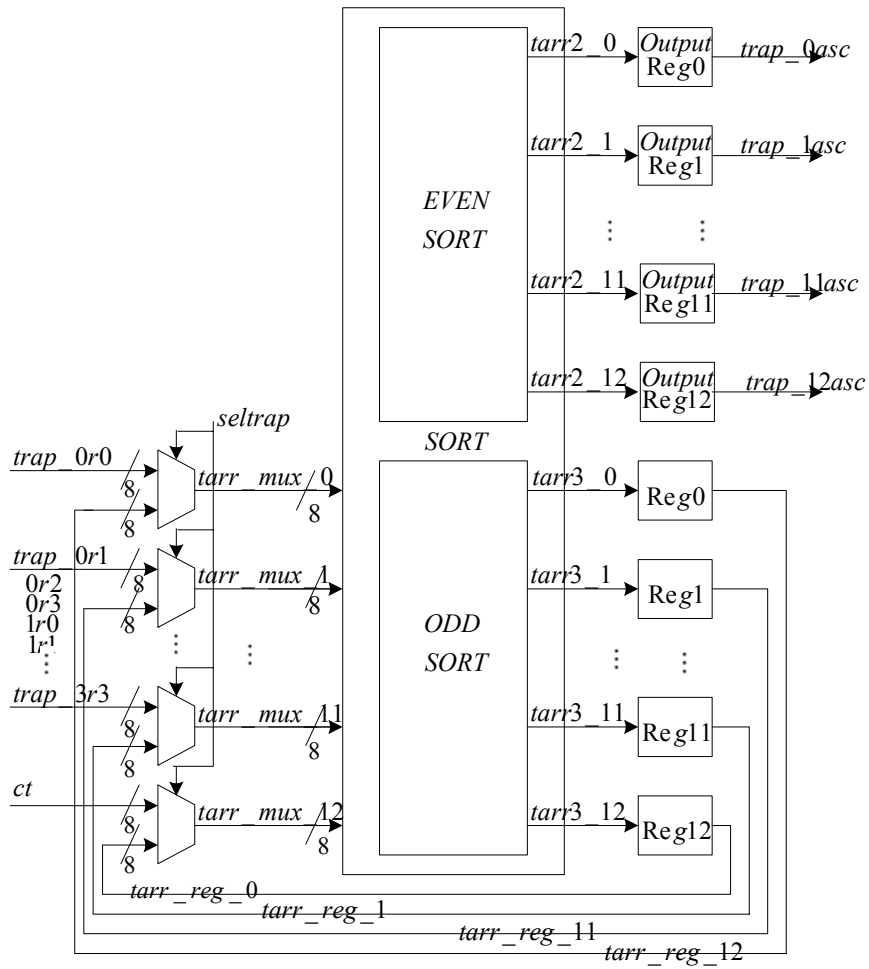 tarr2_0
Output
Reg0
trap_0asc
tarr2_1
Output
Reg1
trap_1asc
EVEN
SORT
tarr2_11
Output
Reg11
trap_11asc
tarr2_12
Output
Reg12
trap_12asc
seltrap
SORT
trap_0r0
8
8
tarr_mux_0
8
tarr3_0
Reg0
trap_0r1
8
8
0r2
0r3
1r0
1r1
tarr_mux_1
8
tarr3_1
Reg1
ODD
SORT
trap_3r3
8
8
tarr_mux_11
8
tarr3_11
Reg11
ct
8
8
tarr_mux_12
8
tarr3_12
Reg12
tarr_reg_0
tarr_reg_1
tarr_reg_11
tarr_reg_12